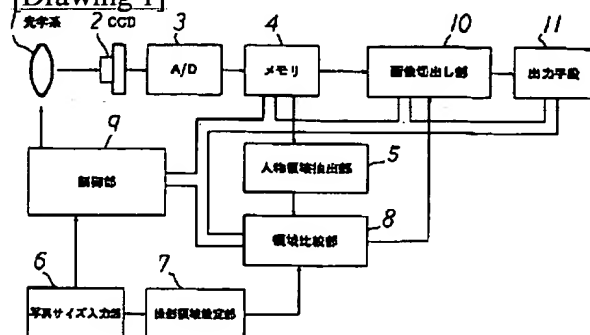 [Drawing 1]
1 光学系
2 CCD
3
A/D
4
メモリ
10
画像切出し部
11
出力手段
9
制御部
5
人物領域抽出部
8
領域比較部
6
写真サイズ入力部
7
領域設定部